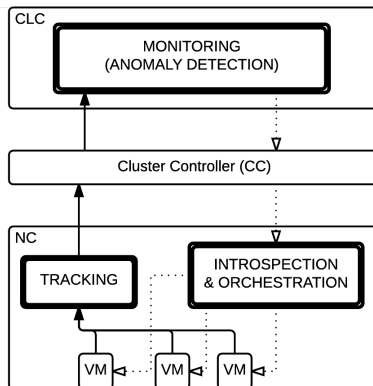 CLC
MONITORING
(ANOMALY DETECTION)
Cluster Controller (CC)
NC
TRACKING
INTROSPECTION
& ORCHESTRATION
VM
VM
VM